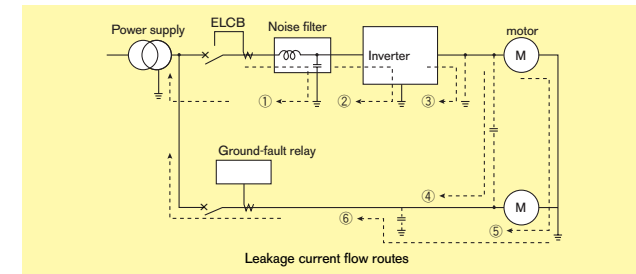 Power supply
ELCB
Noise filter
Inverter
motor
M
①
②
③
Ground-fault relay
④
M
⑤
⑥
Leakage current flow routes